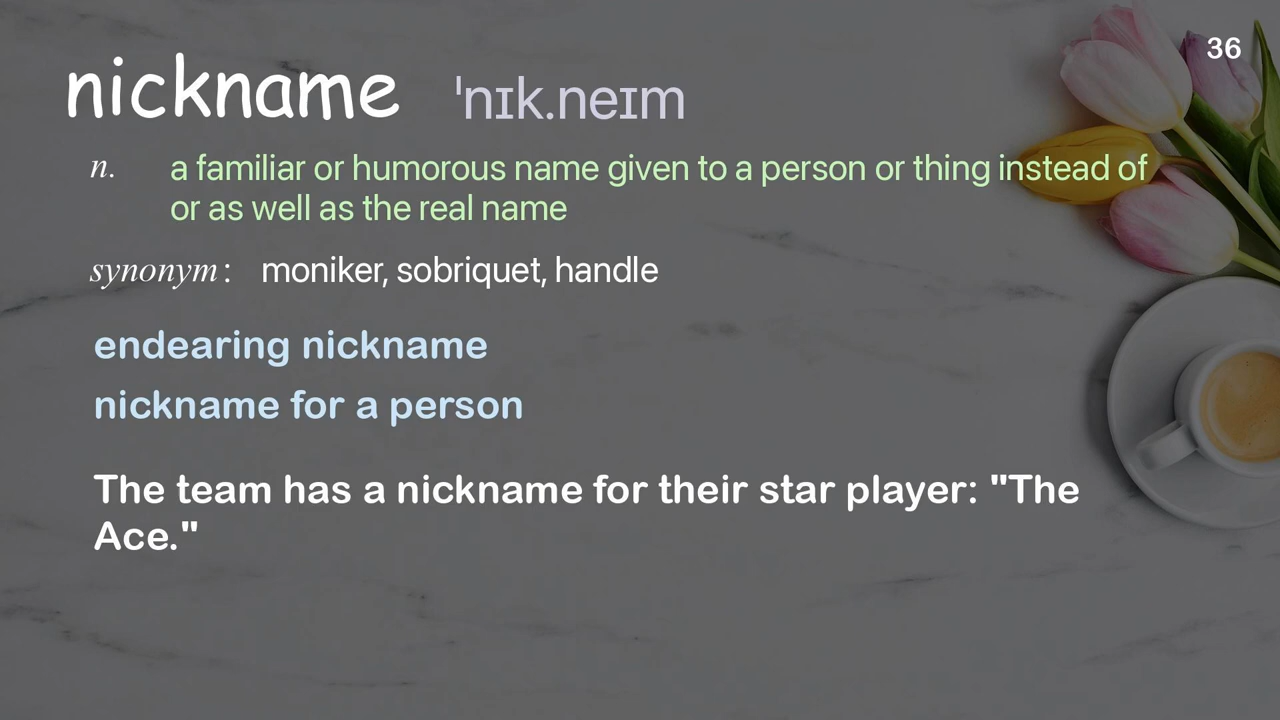 36
nickname ˈnɪk.neɪm
n. a familiar or humorous name given to a person or thing instead of
or as well as the real name
synonym: moniker, sobriquet, handle
endearing nickname
nickname for a person
The team has a nickname for their star player: "The
Ace."